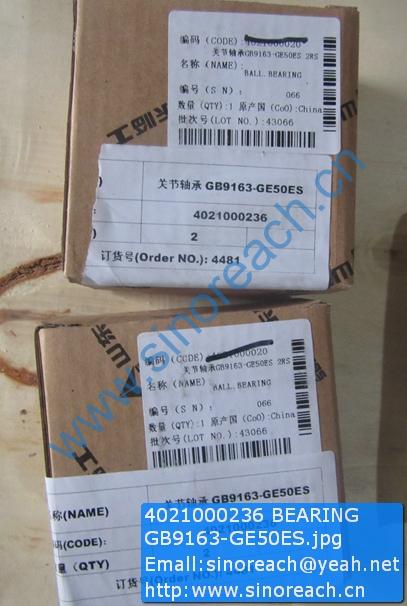 编码 (CODE):4021000020
关节轴承GB9163-GE50ES 2RS
名称 (NAME):
BALL.BEARING
编号 (S N):
066
数量 (QTY):1 原产国 (CoO):China
批次号(LOT NO.):43066
关节轴承 GB9163-GE50ES
4021000236
2
订货号(Order NO.): 4481
www.sinoreach.com.cn
编码 (CODE)
关节轴承GB9163-GE50ES 2RS
名称 (NAME)
BALL.BEARING
编号 (S N):
066
数量 (QTY):1 原产国 (CoO):China
批次号(LOT NO.):43066
称(NAME)
关节轴承 GB9163-GE50ES
码(CODE):
4021000236
量 (QTY)
2
4021000236 BEARING
GB9163-GE50ES.jpg
Email:sinoreach@yeah.net
http://www.sinoreach.cn